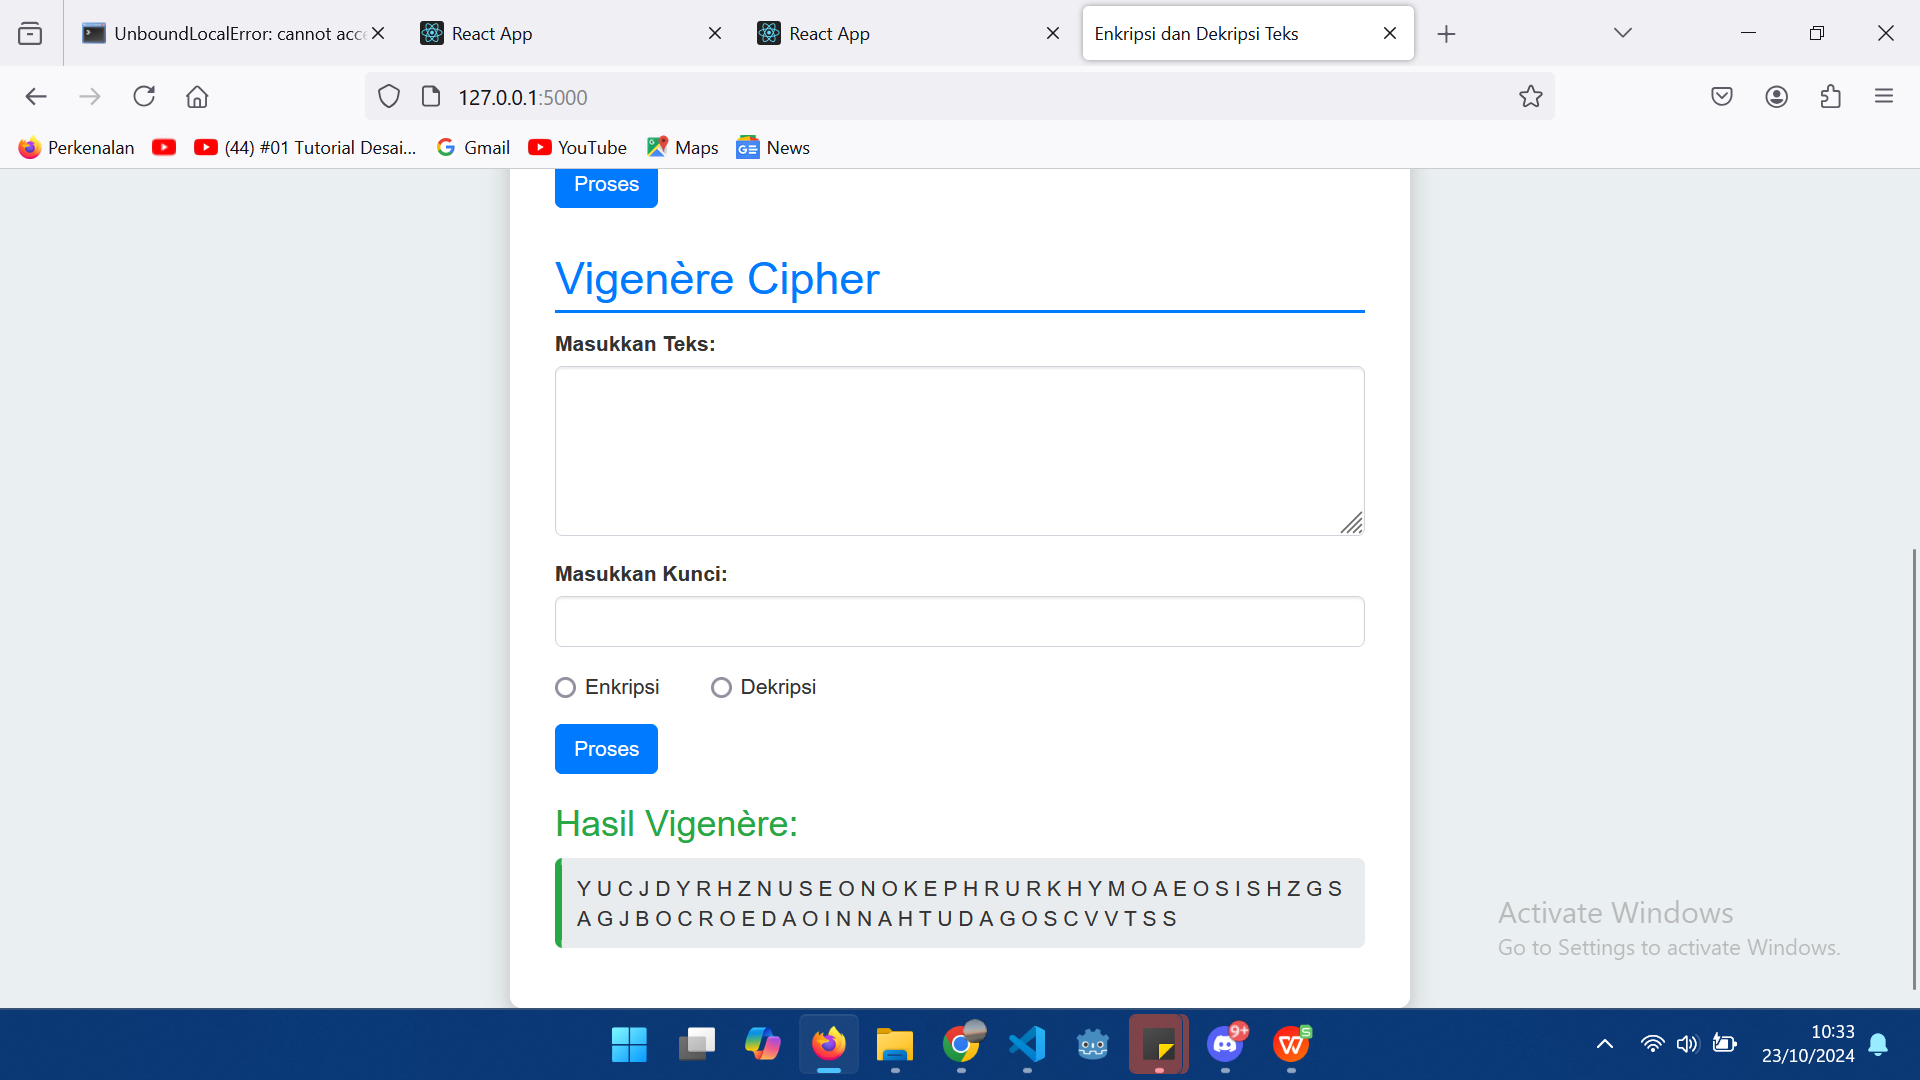 UnboundLocalError: cannot acce
React App
React App
Enkripsi dan Dekripsi Teks
127.0.0.1:5000
Perkenalan
(44) #01 Tutorial Desai...
Gmail
YouTube
Maps
News
Proses
Vigenère Cipher
Masukkan Teks:
Masukkan Kunci:
Enkripsi
Dekripsi
Proses
Hasil Vigenère:
Y U C J D Y R H Z N U S E O N O K E P H R U R K H Y M O A E O S I S H Z G S
A G J B O C R O E D A O I N N A H T U D A G O S C V V T S S
Activate Windows
Go to Settings to activate Windows.
9+
10:33
23/10/2024